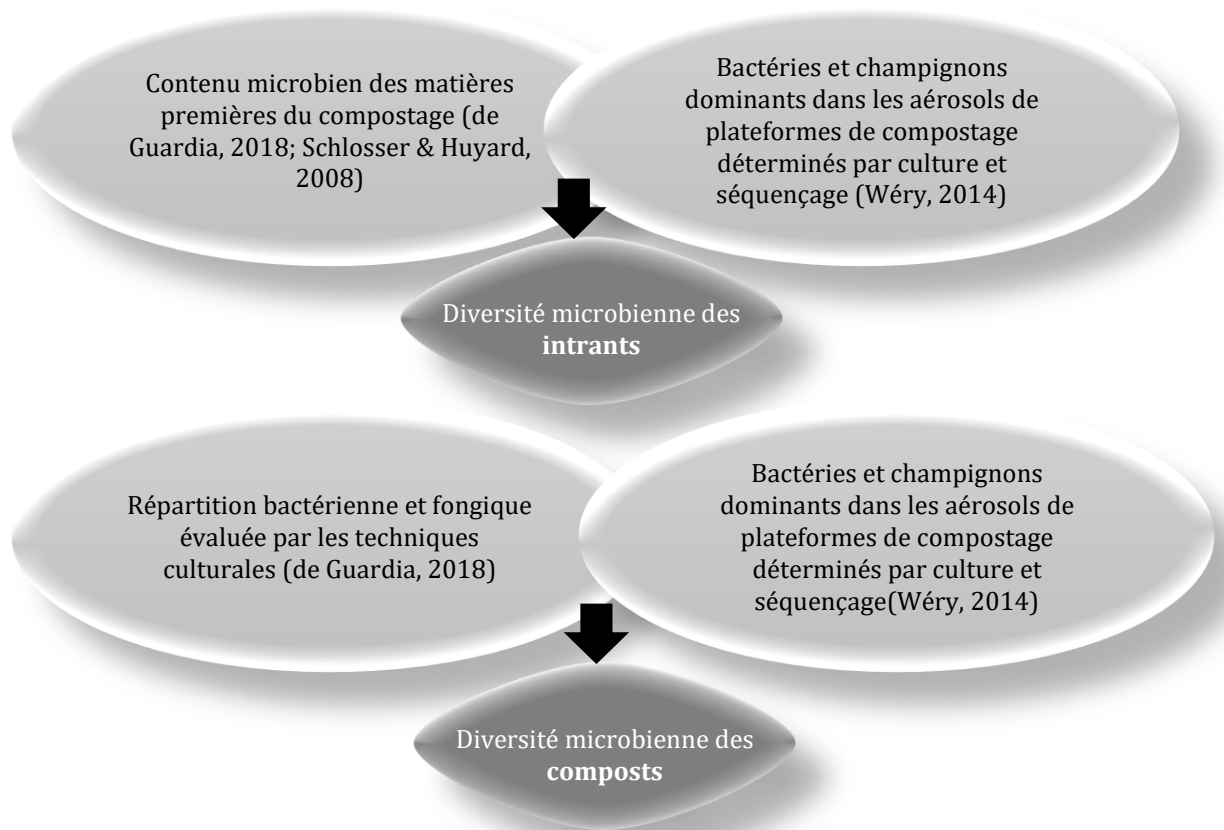 Contenu microbien des matières
premières du compostage (de
Guardia, 2018; Schlosser & Huyard,
2008)
Bactéries et champignons
dominants dans les aérosols de
plateformes de compostage
déterminés par culture et
séquençage (Wéry, 2014)
Diversité microbienne des
intrants
Répartition bactérienne et fongique
évaluée par les techniques
culturales (de Guardia, 2018)
Bactéries et champignons
dominants dans les aérosols de
plateformes de compostage
déterminés par culture et
séquençage(Wéry, 2014)
Diversité microbienne des
composts